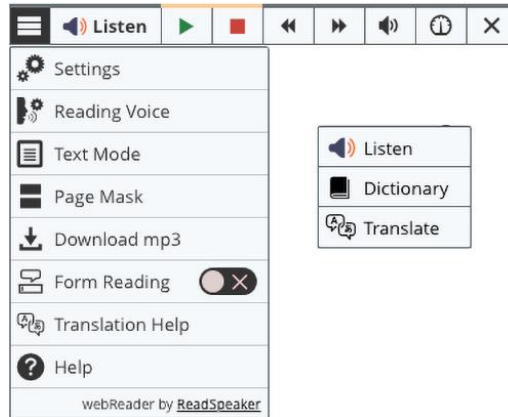 Listen
Settings
Reading Voice
Text Mode
Page Mask
Download mp3
Form Reading
Translation Help
Help
webReader by ReadSpeaker
Listen
Dictionary
Translate